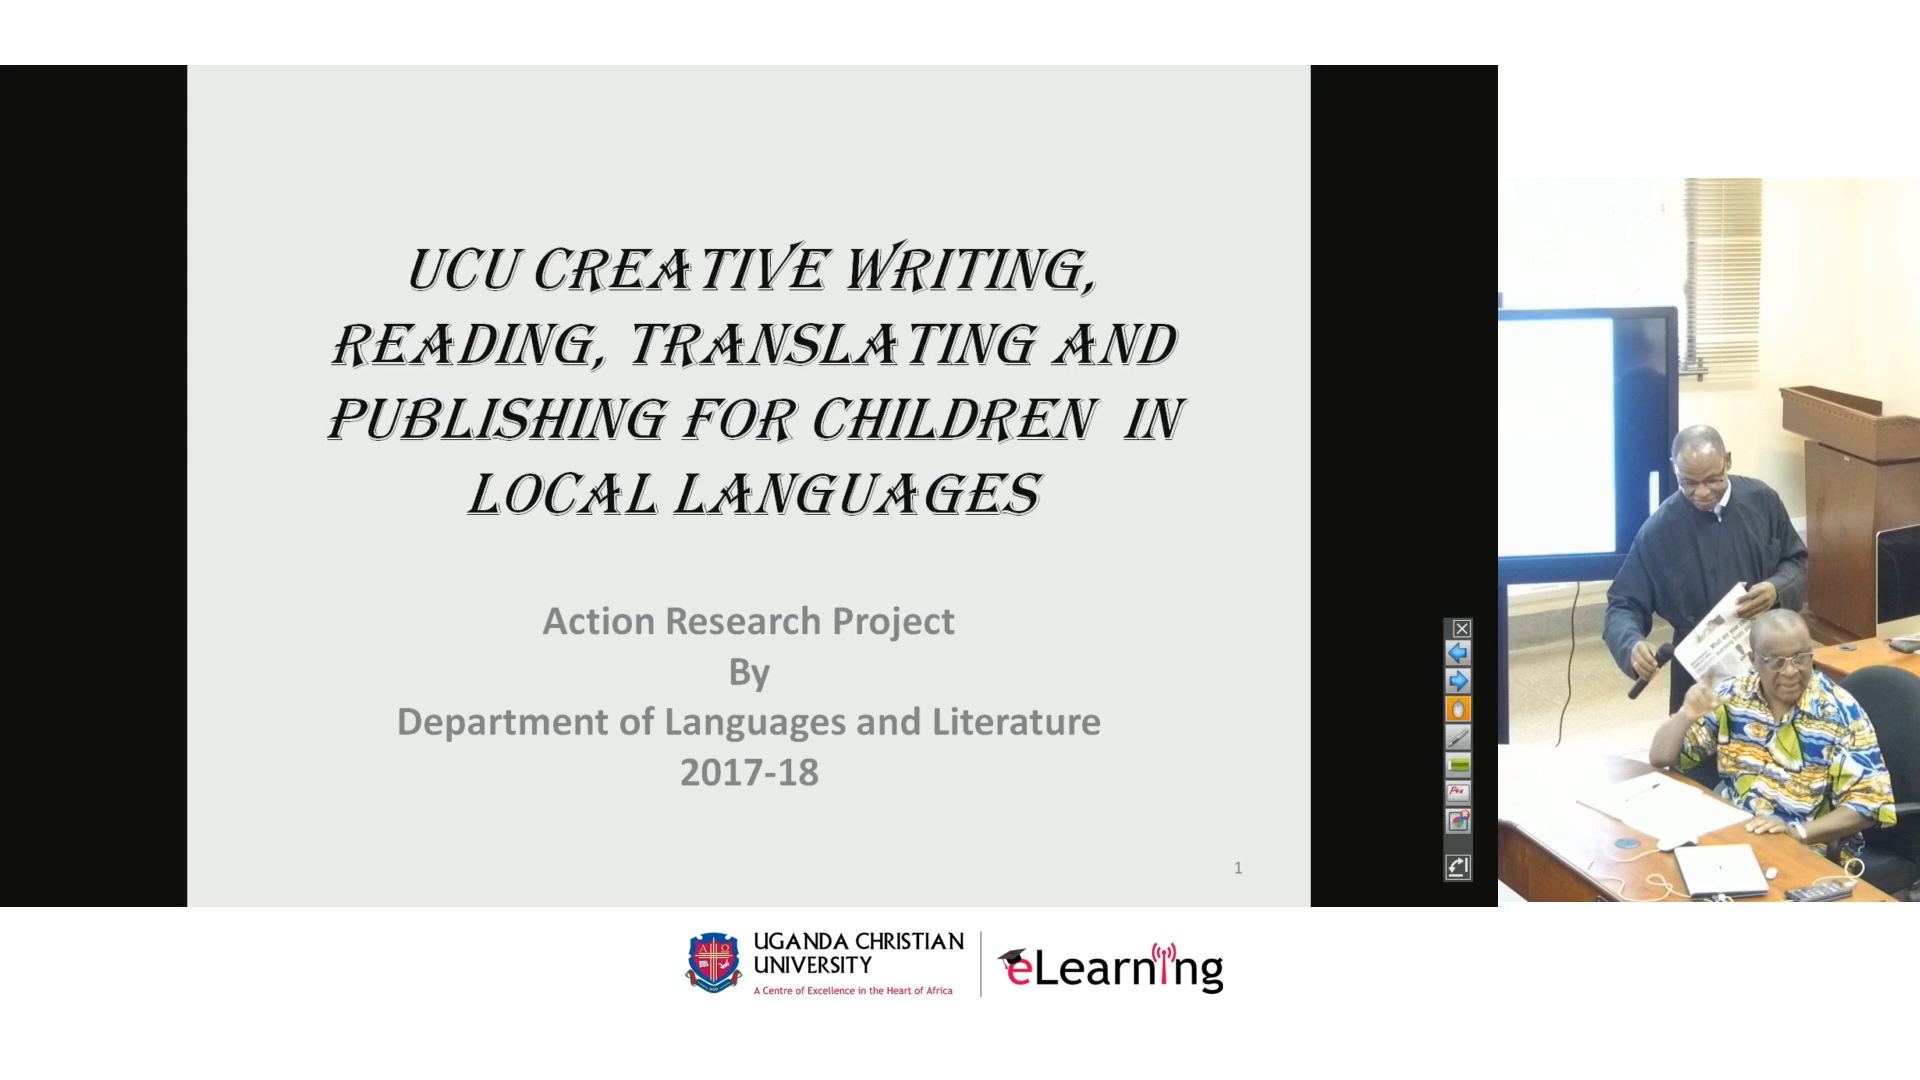 UCU CREATIVE WRITING,
READING, TRANSLATING AND
PUBLISHING FOR CHILDREN IN
LOCAL LANGUAGES
Action Research Project
By
Department of Languages and Literature
2017-18
1
UGANDA CHRISTIAN
UNIVERSITY
A Centre of Excellence in the Heart of Africa
eLearning